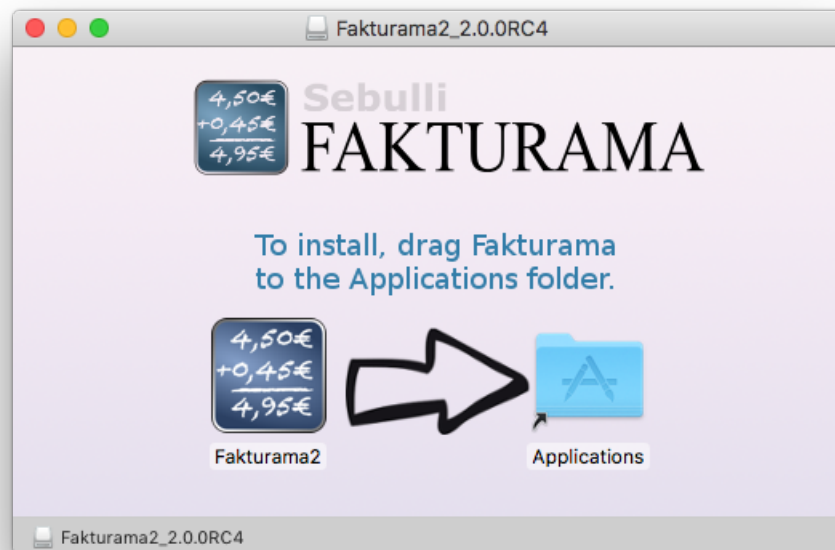 Fakturama2_2.0.0RC4
4,50€
+0,45€
4,95€
Sebulli
FAKTURAMA
To install, drag Fakturama
to the Applications folder.
4,50€
+0,45€
4,95€
Fakturama2
Applications
Fakturama2_2.0.0RC4